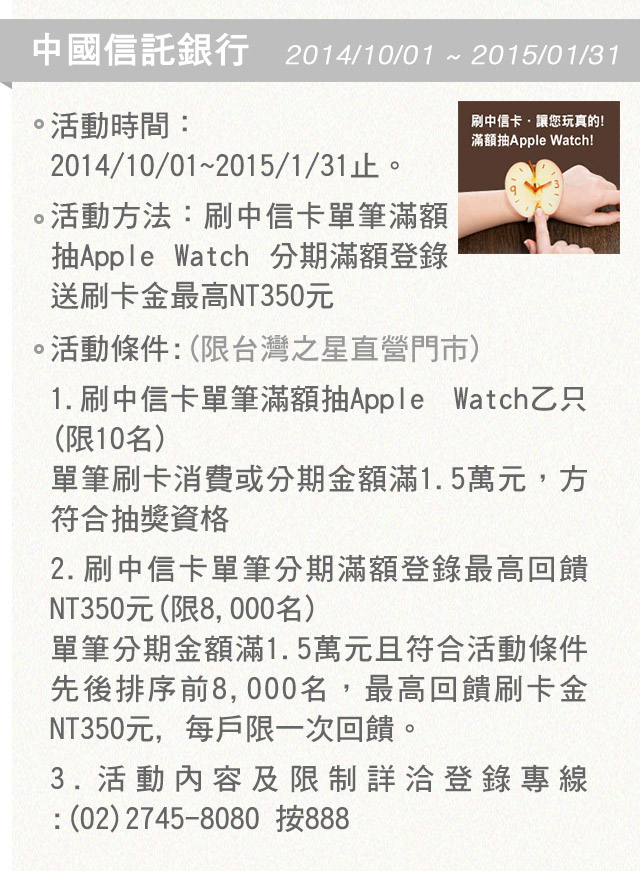 中國信託銀行 2014/10/01 ~ 2015/01/31
活動時間：
2014/10/01~2015/1/31止。
刷中信卡・讓您玩真的!
滿額抽Apple Watch!
9 12 3
活動方法：刷中信卡單筆滿額
抽Apple Watch 分期滿額登錄
送刷卡金最高NT350元
活動條件:(限台灣之星直營門市)
1.刷中信卡單筆滿額抽Apple Watch乙只
(限10名)
單筆刷卡消費或分期金額滿1.5萬元，方
符合抽獎資格
2.刷中信卡單筆分期滿額登錄最高回饋
NT350元(限8,000名)
單筆分期金額滿1.5萬元且符合活動條件
先後排序前8,000名，最高回饋刷卡金
NT350元, 每戶限一次回饋。
3.活動內容及限制詳洽登錄專線
:(02)2745-8080 按888